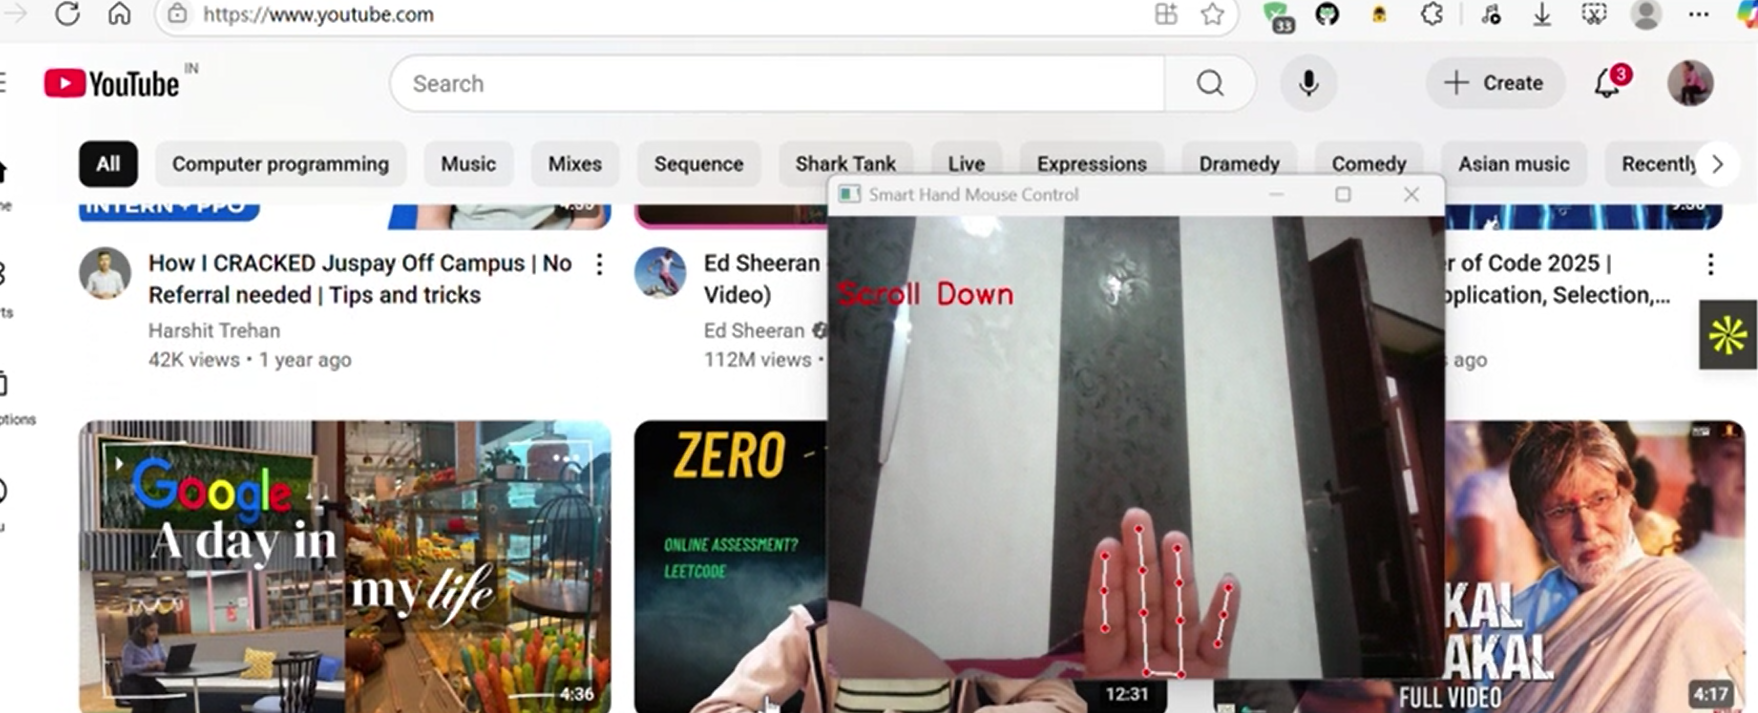 https://www.youtube.com
33
YouTube IN
Search
Create
3
All
Computer programming
Music
Mixes
Sequence
Shark Tank
Live
Expressions
Dramedy
Comedy
Asian music
Recently
INTERN + PPO
Smart Hand Mouse Control
Scroll Down
How I CRACKED Juspay Off Campus | No
Referral needed | Tips and tricks
Harshit Trehan
42K views • 1 year ago
Ed Sheeran
Video)
Ed Sheeran
112M views •
r of Code 2025 |
pplication, Selection,...
ago
Google
A day in
my life
4:36
ZERO -
ONLINE ASSESSMENT?
LEETCODE
12:31
KAL
AKAL
FULL VIDEO
4:17